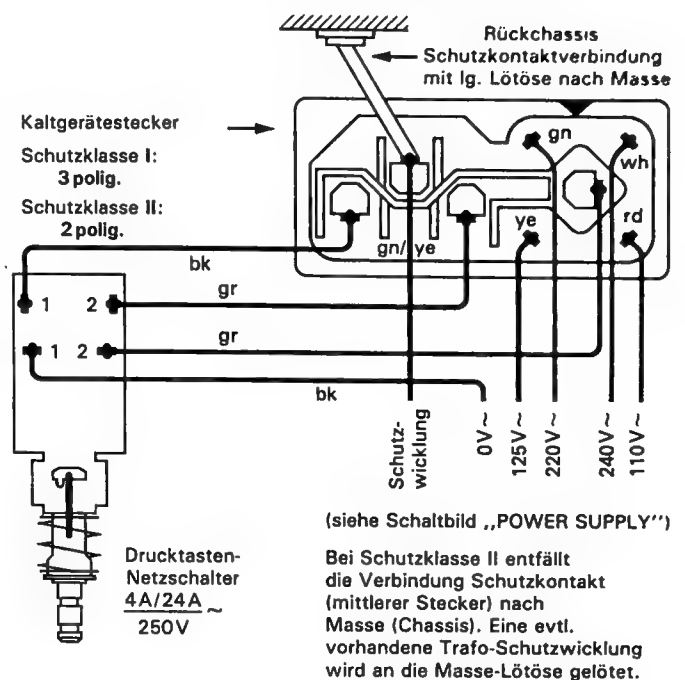 Rückchassis
Schutzkontaktverbindung
mit lg. Lötöse nach Masse
Kaltgerätestecker
Schutzklasse I:
3 polig.
Schutzklasse II:
2 polig.
gn
wh
ye
rd
gn/ye
bk
gr
1 2
gr
1 2
bk
Schutz-
wicklung
0V~
125V~
220V~
240V~
110V~
(siehe Schaltbild ,,POWER SUPPLY'')
Drucktasten-
Netzschalter
4A/24A ~
250V
Bei Schutzklasse II entfällt
die Verbindung Schutzkontakt
(mittlerer Stecker) nach
Masse (Chassis). Eine evtl.
vorhandene Trafo-Schutzwicklung
wird an die Masse-Lötöse gelötet.